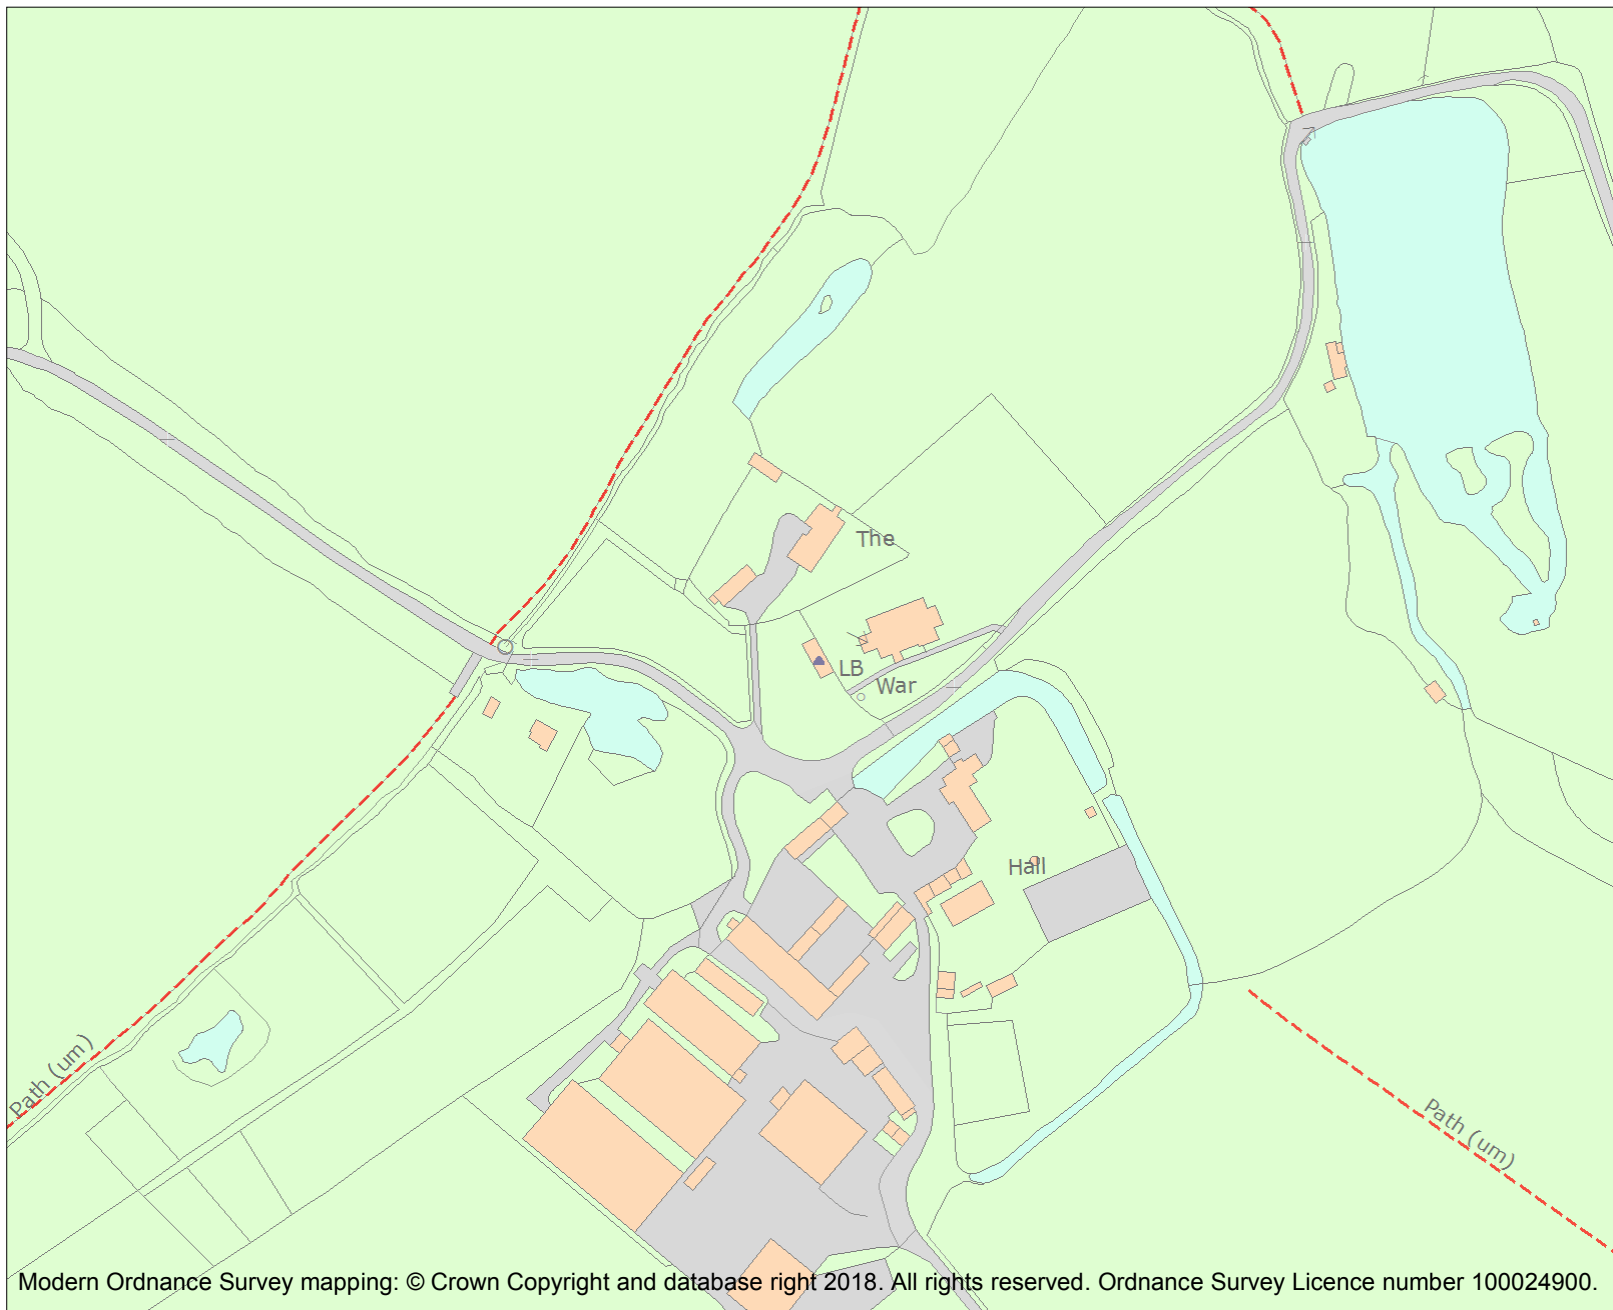 The
LB
War
Hall
Path (um)
Path (um)
Modern Ordnance Survey mapping: © Crown Copyright and database right 2018. All rights reserved. Ordnance Survey Licence number 100024900.